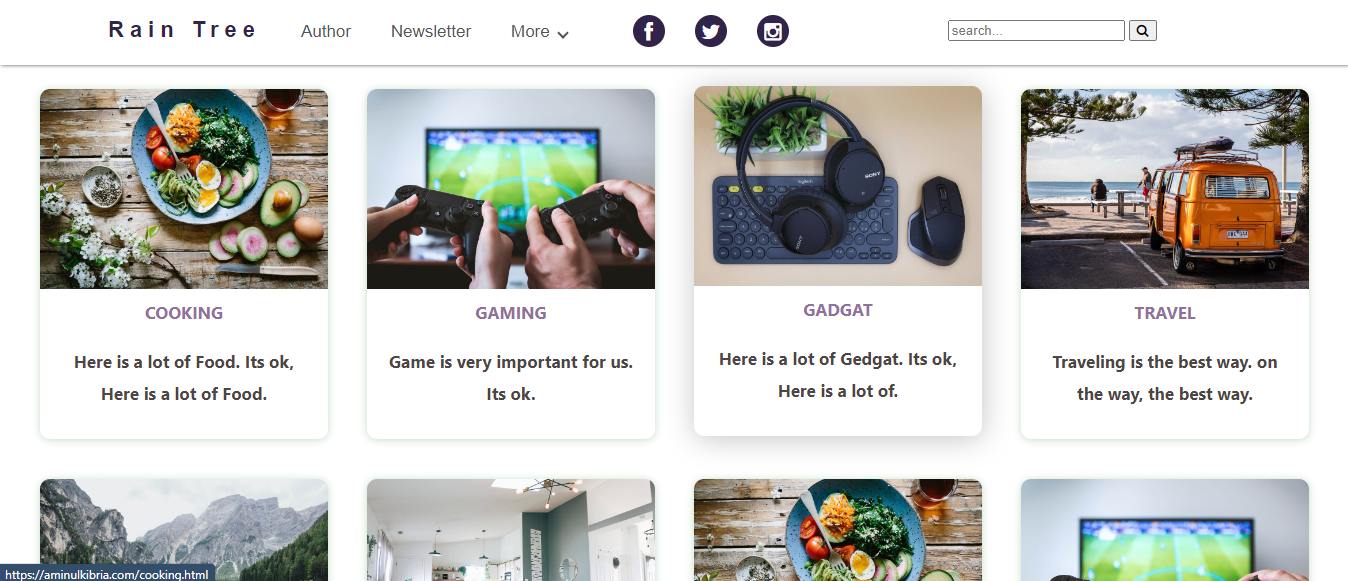 Rain Tree
Author
Newsletter
More
search...
SONY
logitech
COOKING
Here is a lot of Food. Its ok,
Here is a lot of Food.
GAMING
Game is very important for us.
Its ok.
GADGAT
Here is a lot of Gedgat. Its ok,
Here is a lot of.
TRAVEL
Traveling is the best way. on
the way, the best way.
https://aminulkibria.com/cooking.html